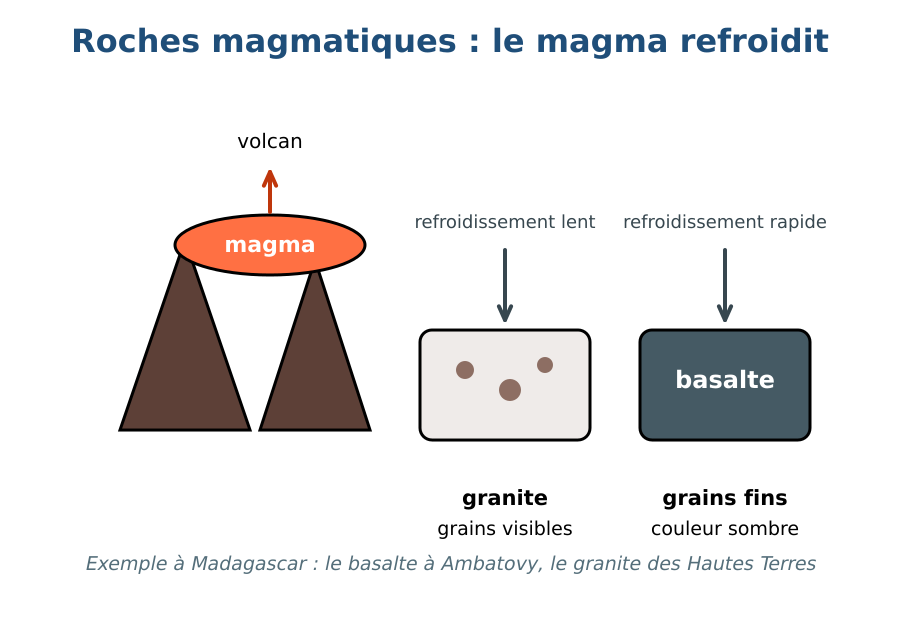 Roches magmatiques : le magma refroidit
volcan
magma
refroidissement lent
refroidissement rapide
basalte
granite
grains visibles
grains fins
couleur sombre
Exemple à Madagascar : le basalte à Ambatovy, le granite des Hautes Terres